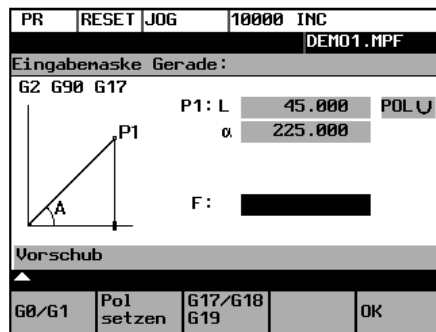 PR RESET JOG 10000 INC
DEMO1.MPF
Eingabemaske Gerade:
G2 G90 G17
P1: L 45.000 POL U
α 225.000
P1
A
F:
Vorschub
G0/G1 Pol setzen G17/G18 G19 OK